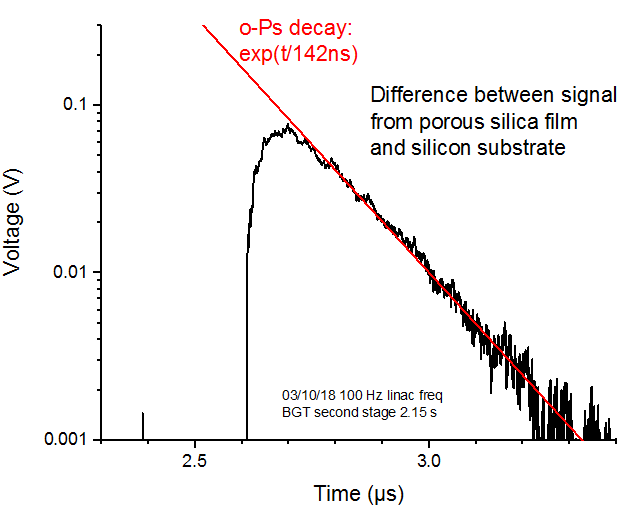 o-Ps decay:
exp(t/142ns)
Difference between signal
from porous silica film
and silicon substrate
0.1
0.01
0.001
Voltage (V)
03/10/18 100 Hz linac freq
BGT second stage 2.15 s
2.5
3.0
Time (µs)